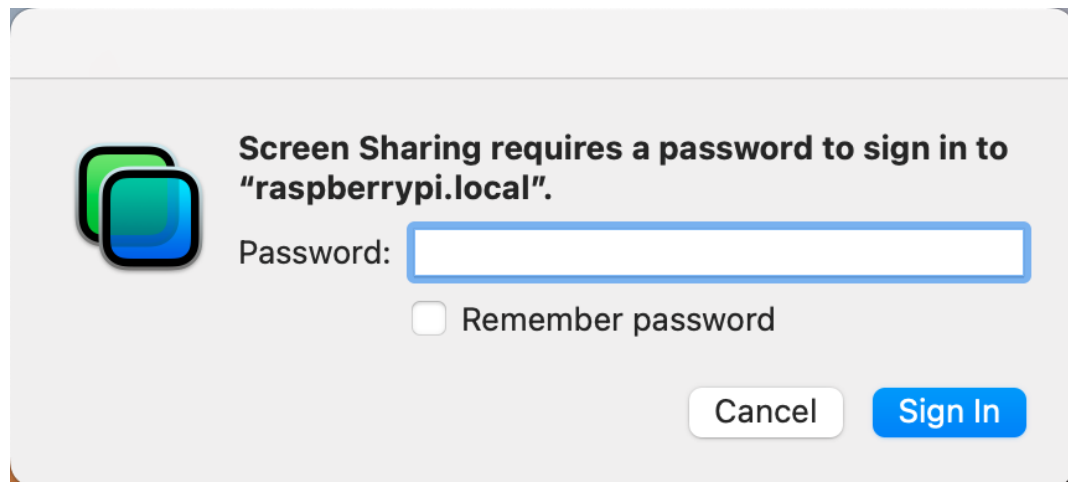 Screen Sharing requires a password to sign in to
“raspberrypi.local”.
Password:
Remember password
Cancel Sign In